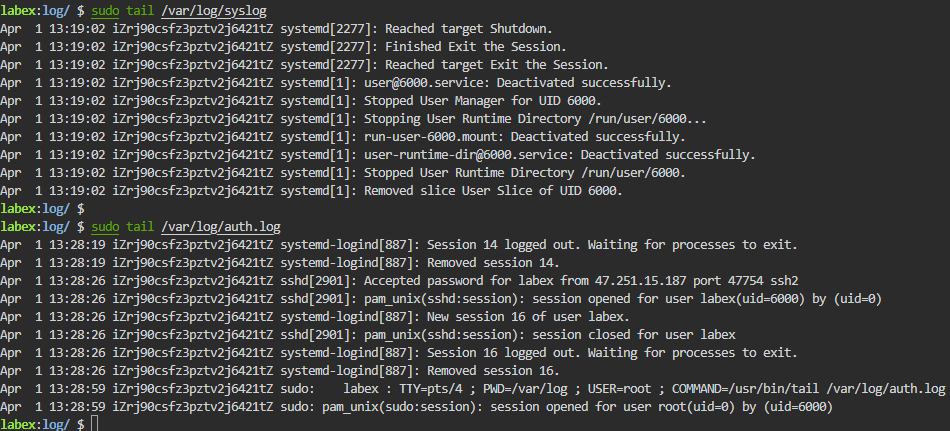 labex:log/ $ sudo tail /var/log/syslog
Apr  1 13:19:02 iZrj90csfz3pztv2j6421tZ systemd[2277]: Reached target Shutdown.
Apr  1 13:19:02 iZrj90csfz3pztv2j6421tZ systemd[2277]: Finished Exit the Session.
Apr  1 13:19:02 iZrj90csfz3pztv2j6421tZ systemd[2277]: Reached target Exit the Session.
Apr  1 13:19:02 iZrj90csfz3pztv2j6421tZ systemd[1]: user@6000.service: Deactivated successfully.
Apr  1 13:19:02 iZrj90csfz3pztv2j6421tZ systemd[1]: Stopped User Manager for UID 6000.
Apr  1 13:19:02 iZrj90csfz3pztv2j6421tZ systemd[1]: Stopping User Runtime Directory /run/user/6000...
Apr  1 13:19:02 iZrj90csfz3pztv2j6421tZ systemd[1]: run-user-6000.mount: Deactivated successfully.
Apr  1 13:19:02 iZrj90csfz3pztv2j6421tZ systemd[1]: user-runtime-dir@6000.service: Deactivated successfully.
Apr  1 13:19:02 iZrj90csfz3pztv2j6421tZ systemd[1]: Stopped User Runtime Directory /run/user/6000.
Apr  1 13:19:02 iZrj90csfz3pztv2j6421tZ systemd[1]: Removed slice User Slice of UID 6000.
labex:log/ $
labex:log/ $ sudo tail /var/log/auth.log
Apr  1 13:28:19 iZrj90csfz3pztv2j6421tZ systemd-logind[887]: Session 14 logged out. Waiting for processes to exit.
Apr  1 13:28:19 iZrj90csfz3pztv2j6421tZ systemd-logind[887]: Removed session 14.
Apr  1 13:28:26 iZrj90csfz3pztv2j6421tZ sshd[2901]: Accepted password for labex from 47.251.15.187 port 47754 ssh2
Apr  1 13:28:26 iZrj90csfz3pztv2j6421tZ sshd[2901]: pam_unix(sshd:session): session opened for user labex(uid=6000) by (uid=0)
Apr  1 13:28:26 iZrj90csfz3pztv2j6421tZ systemd-logind[887]: New session 16 of user labex.
Apr  1 13:28:26 iZrj90csfz3pztv2j6421tZ sshd[2901]: pam_unix(sshd:session): session closed for user labex
Apr  1 13:28:26 iZrj90csfz3pztv2j6421tZ systemd-logind[887]: Session 16 logged out. Waiting for processes to exit.
Apr  1 13:28:26 iZrj90csfz3pztv2j6421tZ systemd-logind[887]: Removed session 16.
Apr  1 13:28:59 iZrj90csfz3pztv2j6421tZ sudo:    labex : TTY=pts/4 ; PWD=/var/log ; USER=root ; COMMAND=/usr/bin/tail /var/log/auth.log
Apr  1 13:28:59 iZrj90csfz3pztv2j6421tZ sudo: pam_unix(sudo:session): session opened for user root(uid=0) by (uid=6000)
labex:log/ $